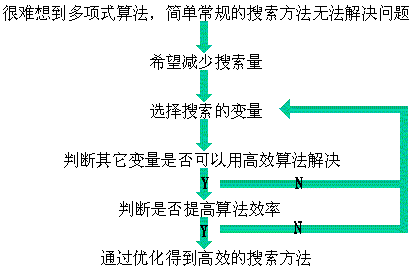 很难想到多项式算法，简单常规的搜索方法无法解决问题
希望减少搜索量
选择搜索的变量
判断其它变量是否可以用高效算法解决
Y N
判断是否提高算法效率
Y N
通过优化得到高效的搜索方法